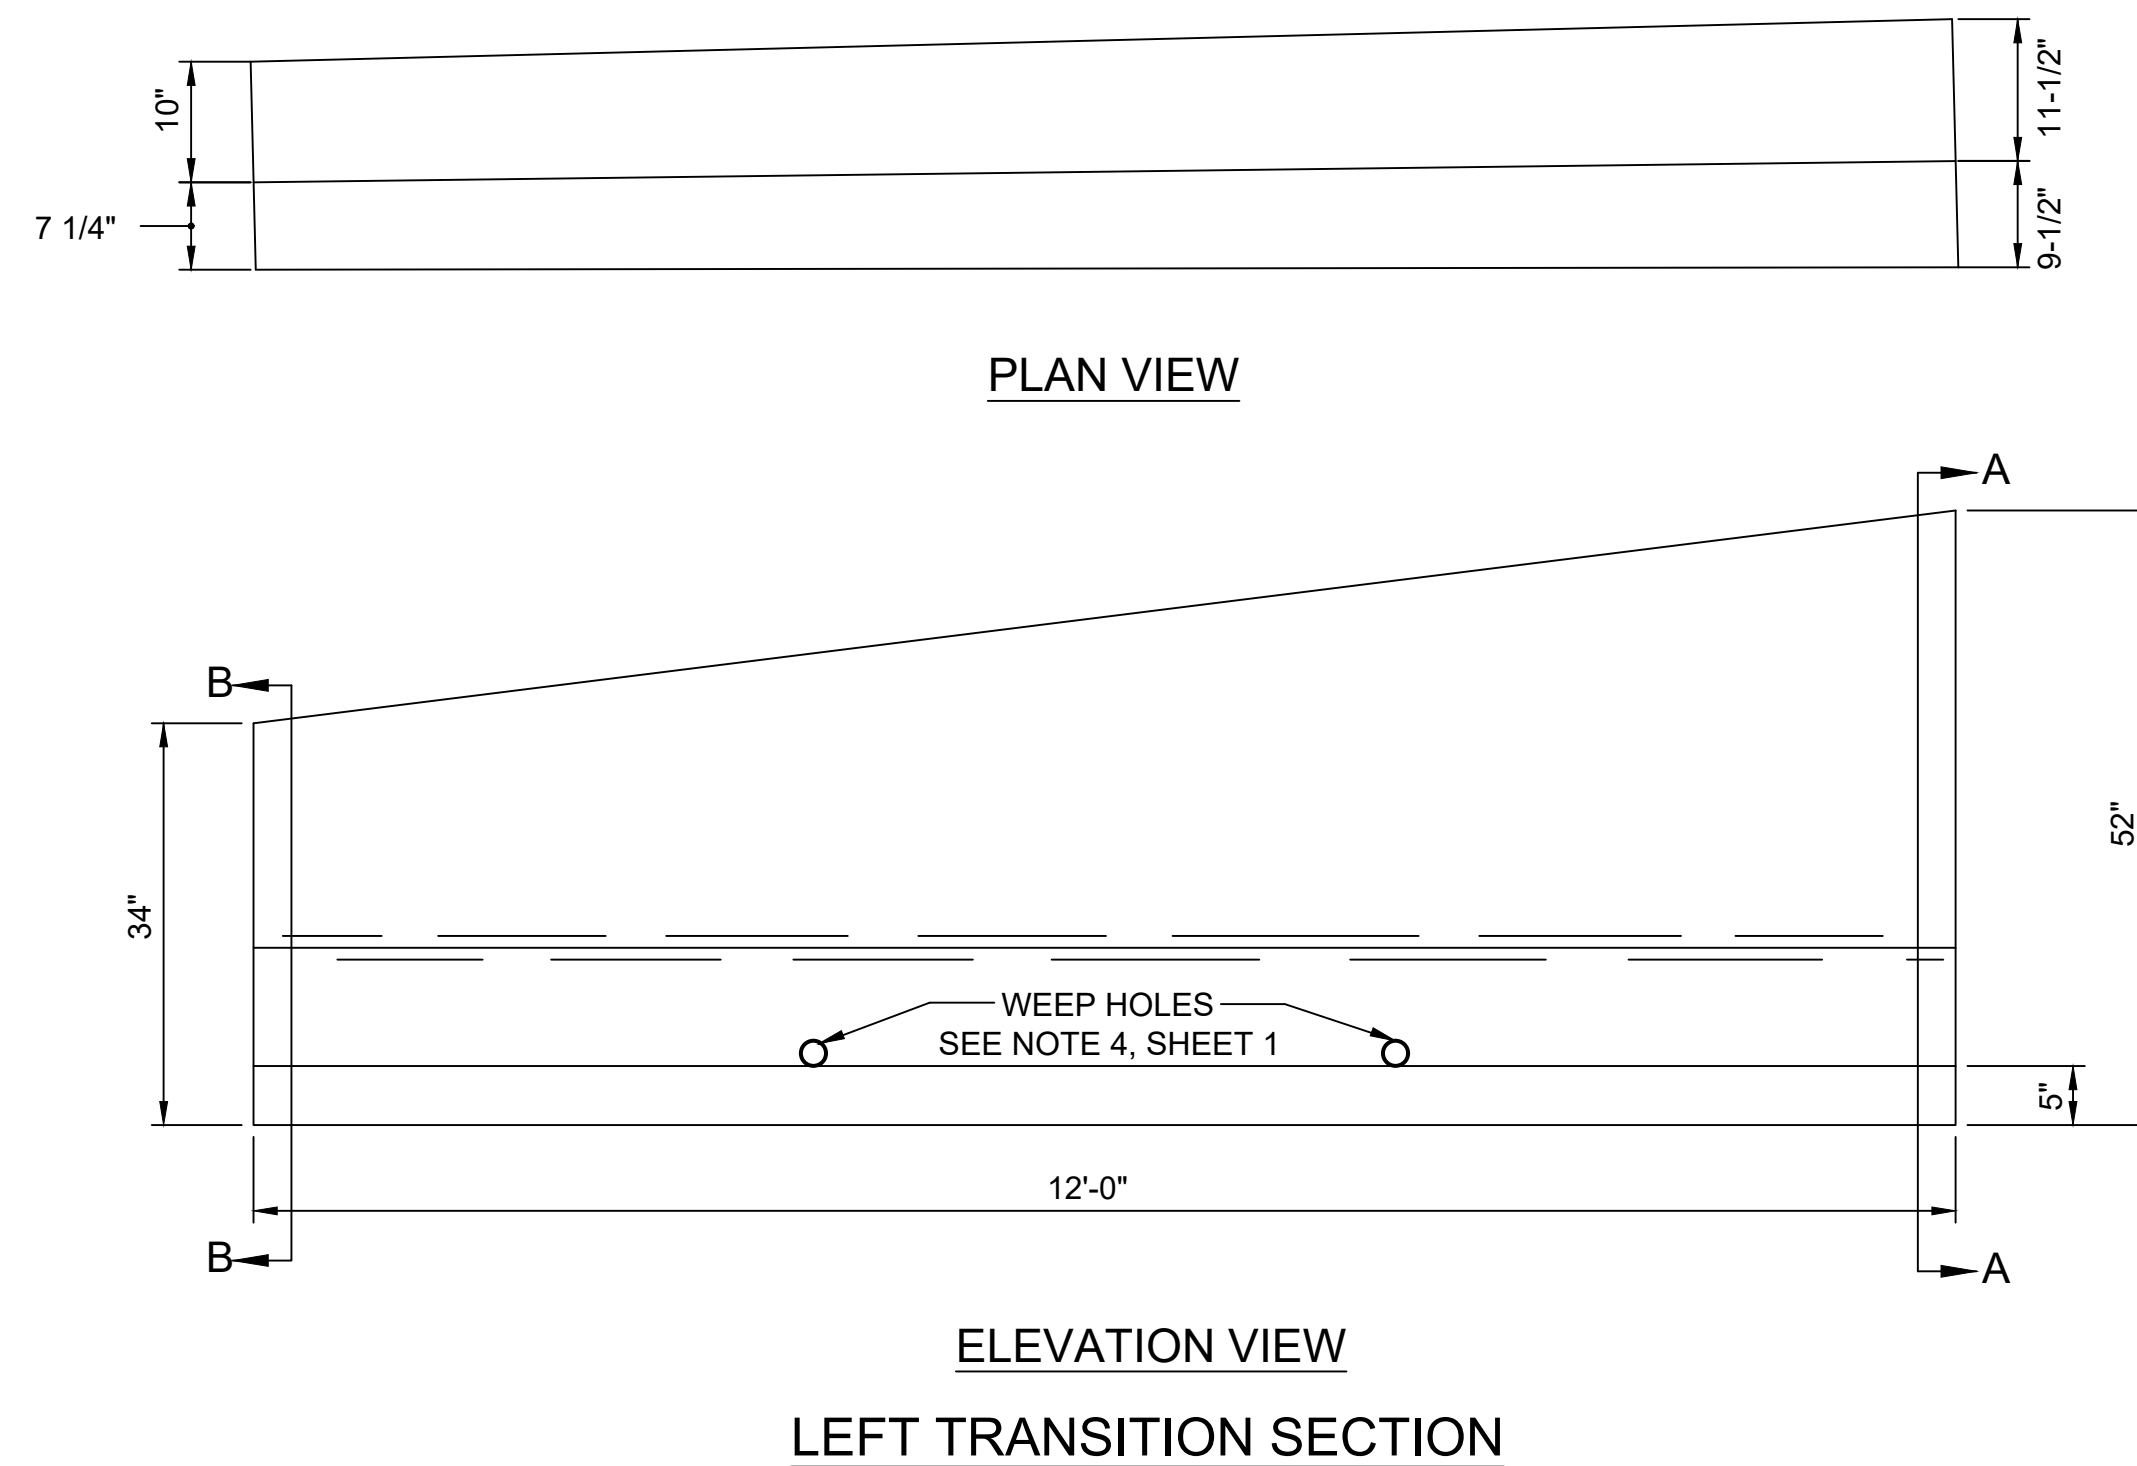 10"
11-1/2"
7 1/4"
9-1/2"
PLAN VIEW
A
B
34"
52"
WEEP HOLES
SEE NOTE 4, SHEET 1
5"
12'-0"
B
A
ELEVATION VIEW
LEFT TRANSITION SECTION